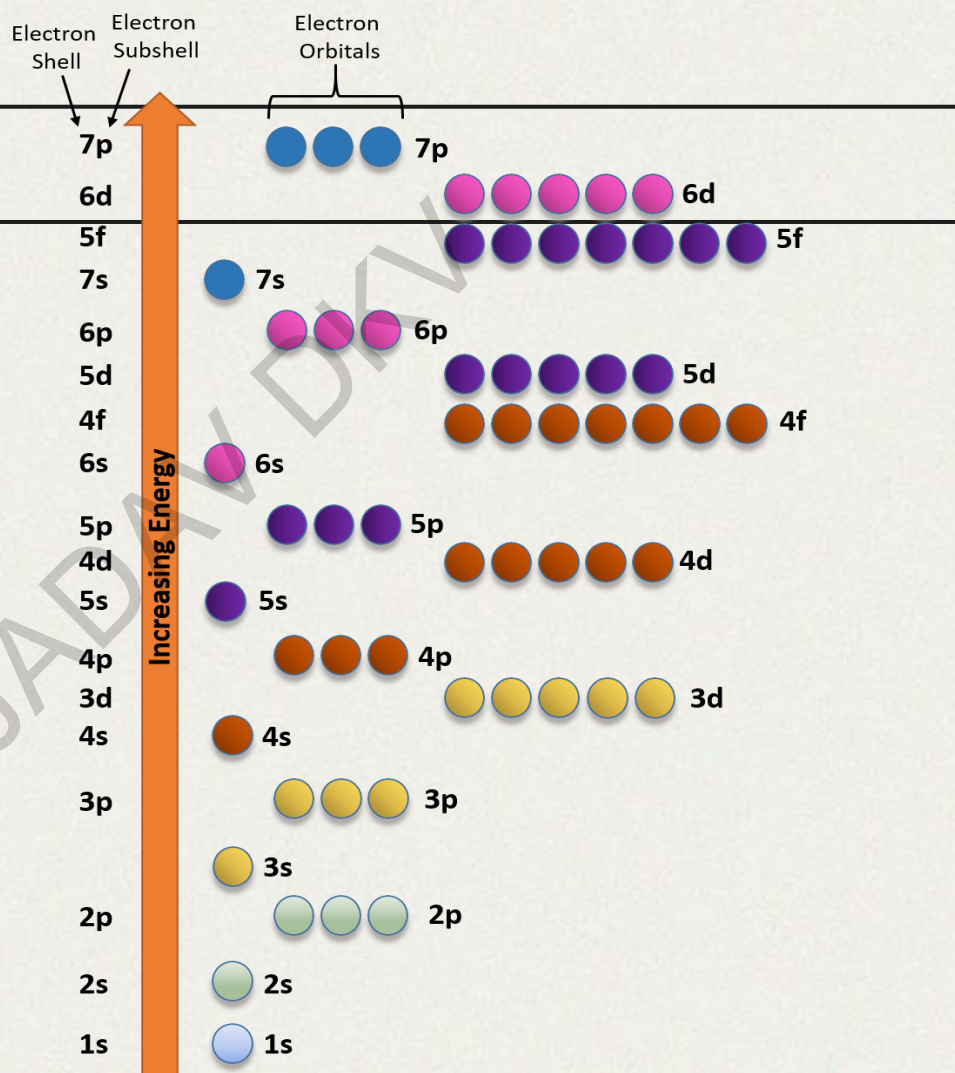 Electron
Shell
Electron
Subshell
Electron
Orbitals
7p
7p
6d
6d
5f
5f
7s
7s
6p
6p
5d
5d
4f
4f
6s
6s
5p
5p
4d
4d
5s
5s
4p
4p
3d
3d
4s
4s
3p
3p
3s
2p
2p
2s
2s
1s
1s
Increasing Energy
JADAV DKV